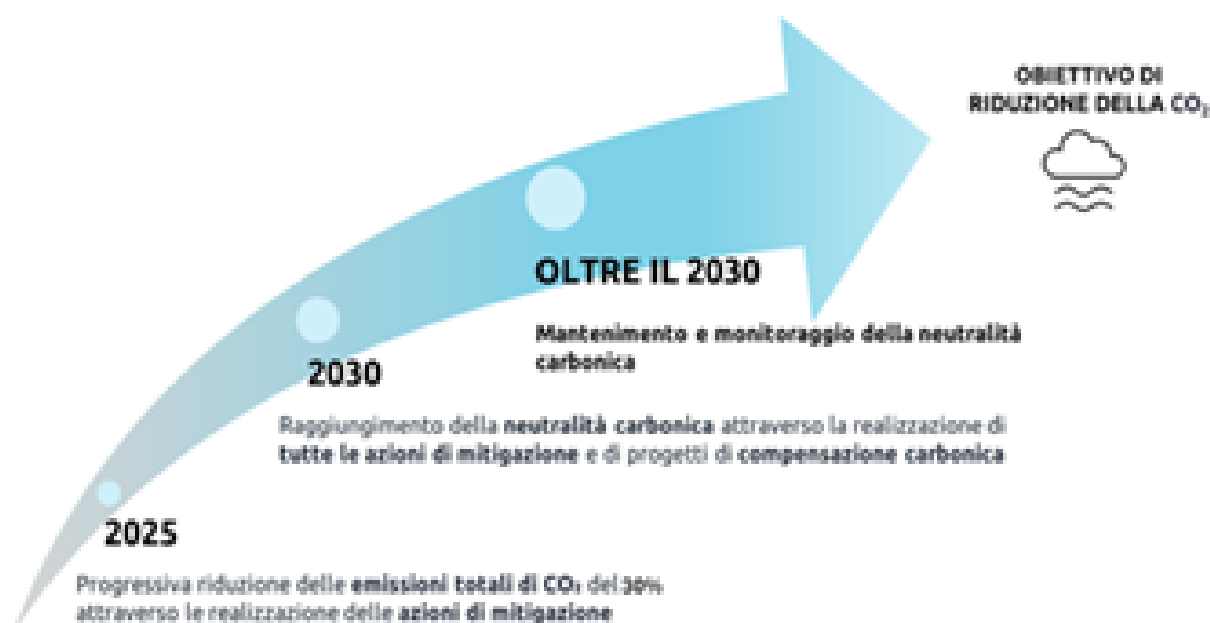 OBIETTIVO DI
RIDUZIONE DELLA CO₂
OLTRE IL 2030
Mantenimento e monitoraggio della neutralità
carbonica
2030
Raggiungimento della neutralità carbonica attraverso la realizzazione di
tutte le azioni di mitigazione e di progetti di compensazione carbonica
2025
Progressiva riduzione delle emissioni totali di CO₂ del 30%
attraverso le realizzazione delle azioni di mitigazione